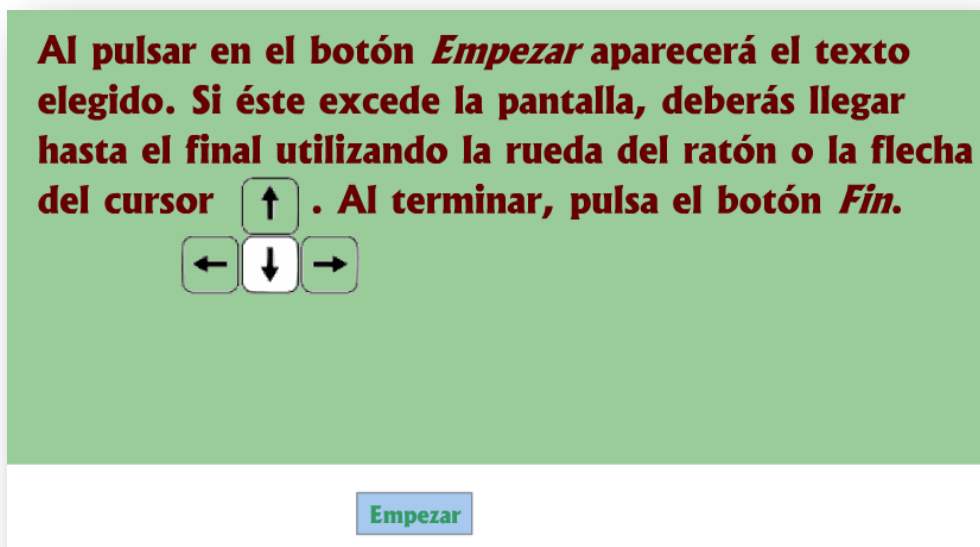 Al pulsar en el botón Empezar aparecerá el texto
elegido. Si éste excede la pantalla, deberás llegar
hasta el final utilizando la rueda del ratón o la flecha
del cursor ↑ . Al terminar, pulsa el botón Fin.
← ↓ →
Empezar